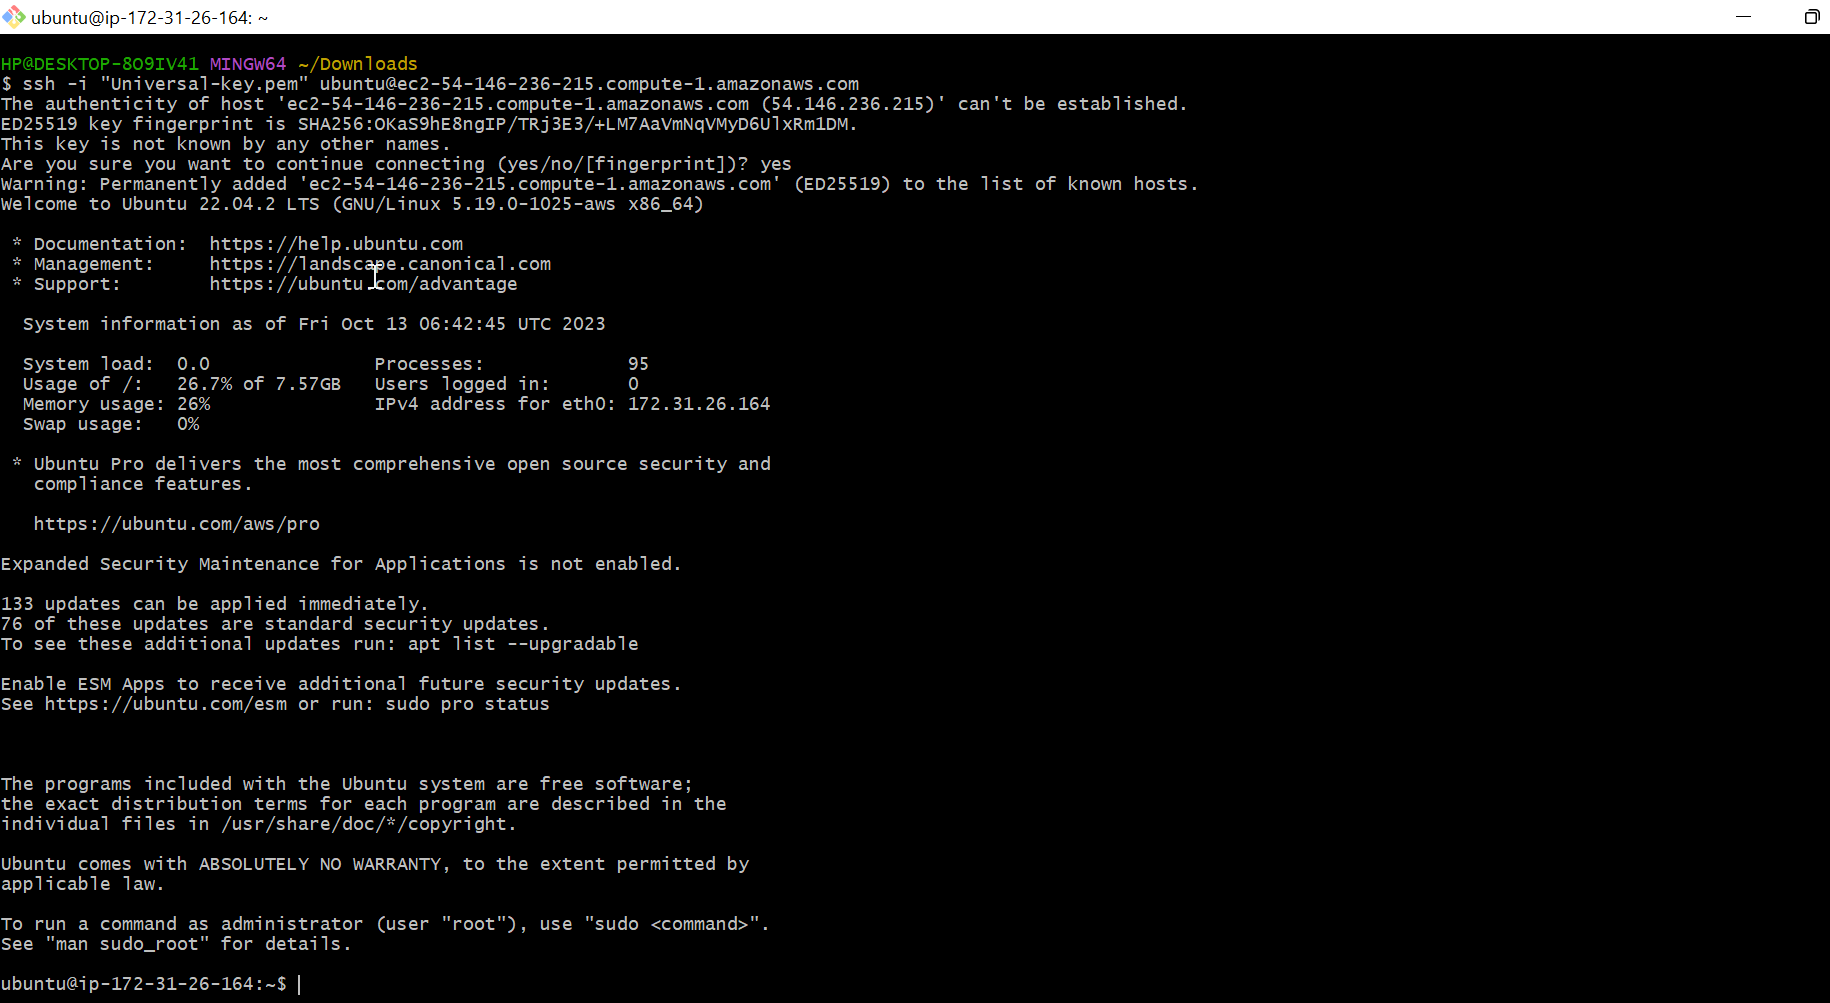 ubuntu@ip-172-31-26-164: ~
HP@DESKTOP-8O9IV41 MINGW64 ~/Downloads
$ ssh -i "Universal-key.pem" ubuntu@ec2-54-146-236-215.compute-1.amazonaws.com
The authenticity of host 'ec2-54-146-236-215.compute-1.amazonaws.com (54.146.236.215)' can't be established.
ED25519 key fingerprint is SHA256:OKaS9hE8ngIP/TRj3E3/+LM7AaVmNqVMyD6UlxRm1DM.
This key is not known by any other names.
Are you sure you want to continue connecting (yes/no/[fingerprint])? yes
Warning: Permanently added 'ec2-54-146-236-215.compute-1.amazonaws.com' (ED25519) to the list of known hosts.
Welcome to Ubuntu 22.04.2 LTS (GNU/Linux 5.19.0-1025-aws x86_64)
* Documentation:  https://help.ubuntu.com
* Management:     https://landscape.canonical.com
* Support:        https://ubuntu.com/advantage
System information as of Fri Oct 13 06:42:45 UTC 2023
System load:  0.0               Processes:             95
Usage of /:   26.7% of 7.57GB   Users logged in:       0
Memory usage: 26%               IPv4 address for eth0: 172.31.26.164
Swap usage:   0%
* Ubuntu Pro delivers the most comprehensive open source security and
compliance features.
https://ubuntu.com/aws/pro
Expanded Security Maintenance for Applications is not enabled.
133 updates can be applied immediately.
76 of these updates are standard security updates.
To see these additional updates run: apt list --upgradable
Enable ESM Apps to receive additional future security updates.
See https://ubuntu.com/esm or run: sudo pro status
The programs included with the Ubuntu system are free software;
the exact distribution terms for each program are described in the
individual files in /usr/share/doc/*/copyright.
Ubuntu comes with ABSOLUTELY NO WARRANTY, to the extent permitted by
applicable law.
To run a command as administrator (user "root"), use "sudo <command>".
See "man sudo_root" for details.
ubuntu@ip-172-31-26-164:~$